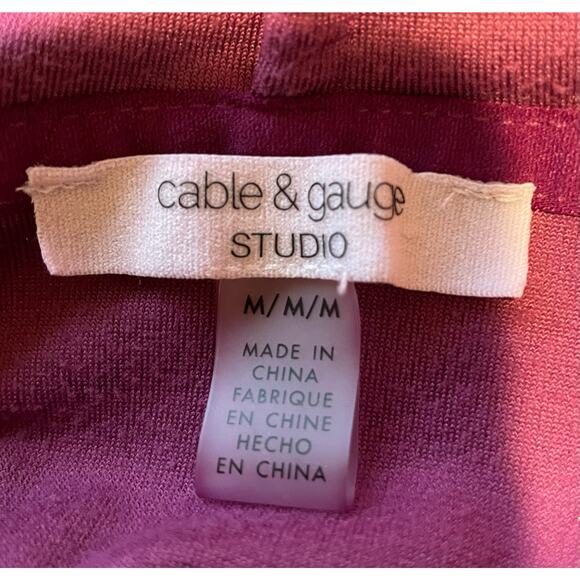 cable & gauge
STUDIO
M/M/M
MADE IN
CHINA
FABRIQUE
EN CHINE
HECHO
EN CHINA